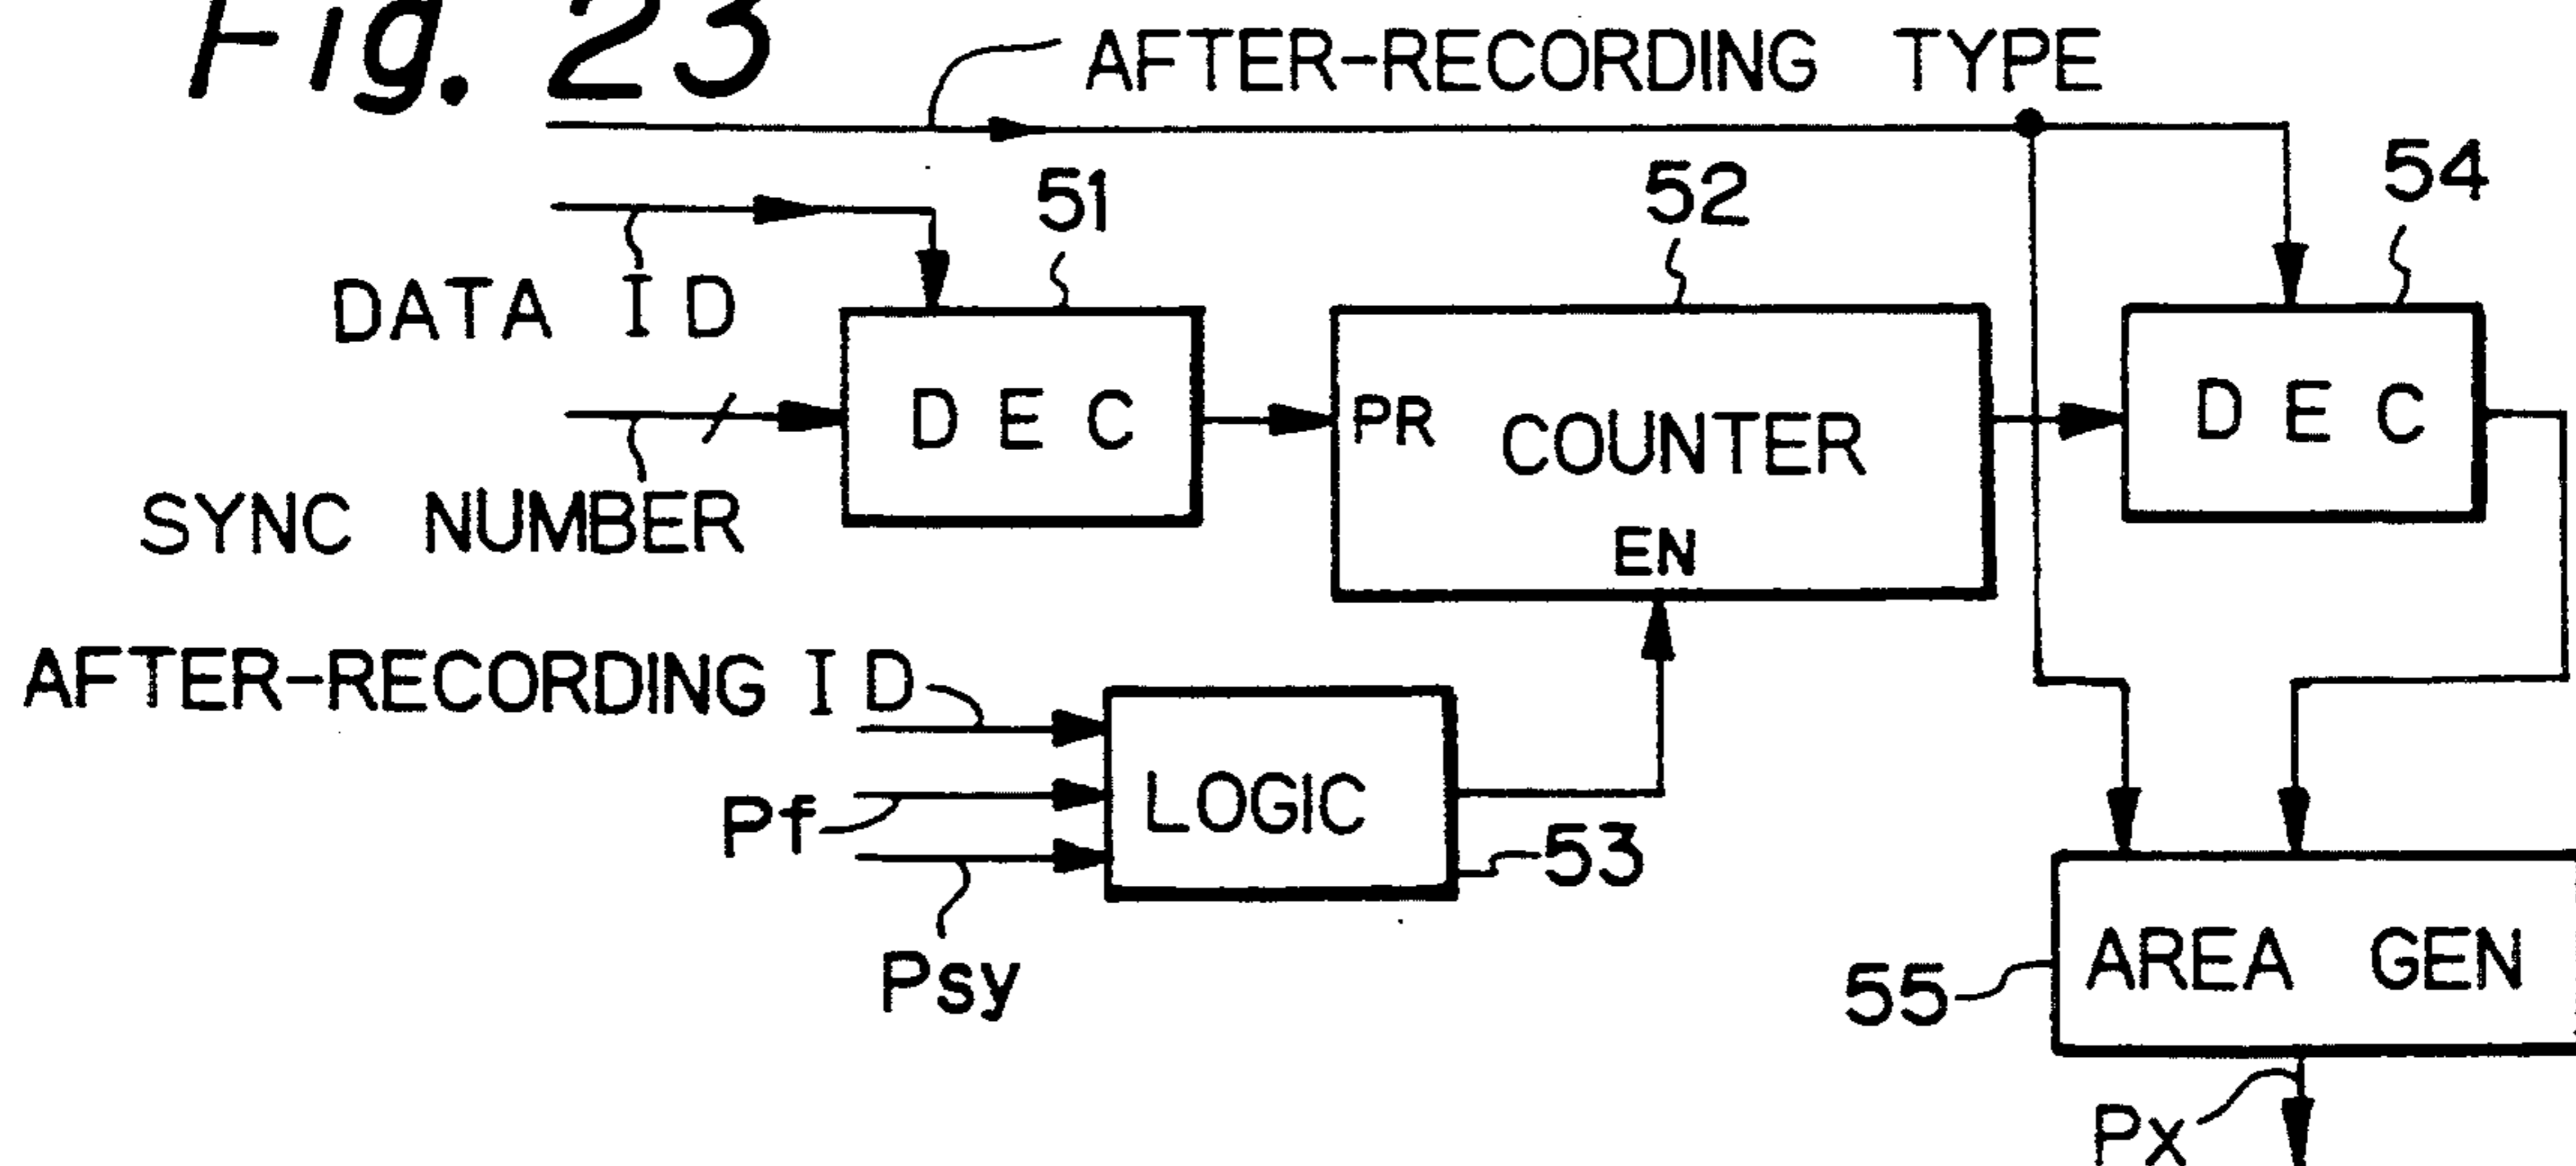 Fig. 23
AFTER-RECORDING TYPE
51
52
54
DATA ID
DEC
PR
COUNTER
EN
DEC
SYNC NUMBER
AFTER-RECORDING ID
Pf
Psy
LOGIC
53
55
AREA GEN
Px